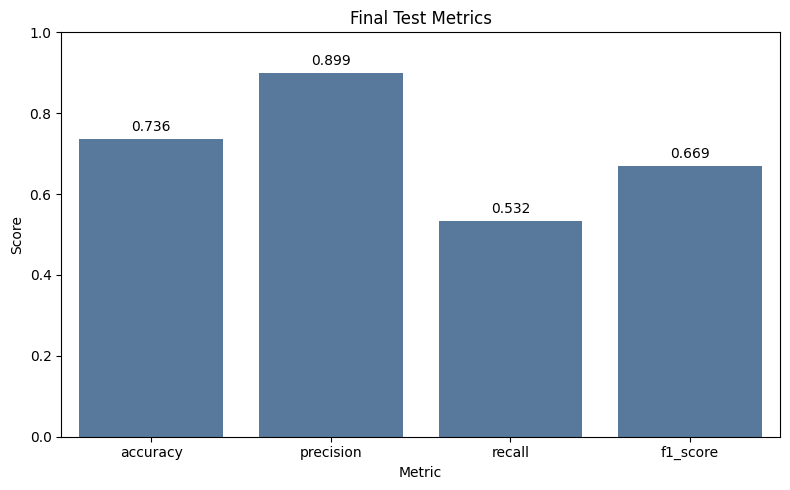 Final Test Metrics
1.0
0.8
0.6
0.4
0.2
0.0
Score
0.736
0.899
0.532
0.669
accuracy
precision
recall
f1_score
Metric